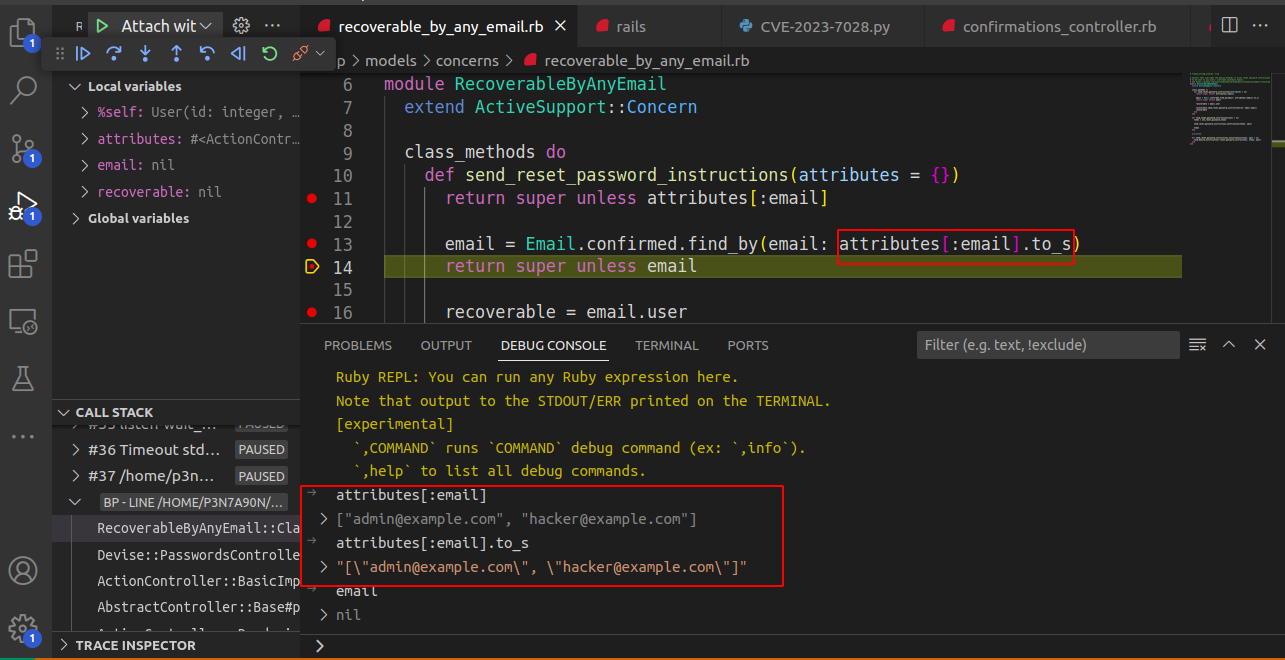 R Attach wit
recoverable_by_any_email.rb
rails
CVE-2023-7028.py
confirmations_controller.rb
p > models > concerns > recoverable_by_any_email.rb
1
1
1
1
Local variables
%self: User(id: integer, …
attributes: #<ActionContr…
email: nil
recoverable: nil
Global variables
6 module RecoverableByAnyEmail
7 extend ActiveSupport::Concern
8
9 class_methods do
10 def send_reset_password_instructions(attributes = {})
11 return super unless attributes[:email]
12
13 email = Email.confirmed.find_by(email: attributes[:email].to_s)
14 return super unless email
15
16 recoverable = email.user
CALL STACK
#36 Timeout std… PAUSED
#37 /home/p3n… PAUSED
BP - LINE /HOME/P3N7A90N/…
RecoverableByAnyEmail::Cla
Devise::PasswordsControlle
ActionController::BasicImp
AbstractController::Base#p
TRACE INSPECTOR
PROBLEMS OUTPUT DEBUG CONSOLE TERMINAL PORTS
Filter (e.g. text, !exclude)
Ruby REPL: You can run any Ruby expression here.
Note that output to the STDOUT/ERR printed on the TERMINAL.
[experimental]
`,COMMAND` runs `COMMAND` debug command (ex: `,info`).
`,help` to list all debug commands.
attributes[:email]
["admin@example.com", "hacker@example.com"]
attributes[:email].to_s
"[\"admin@example.com\", \"hacker@example.com\"]"
email
nil